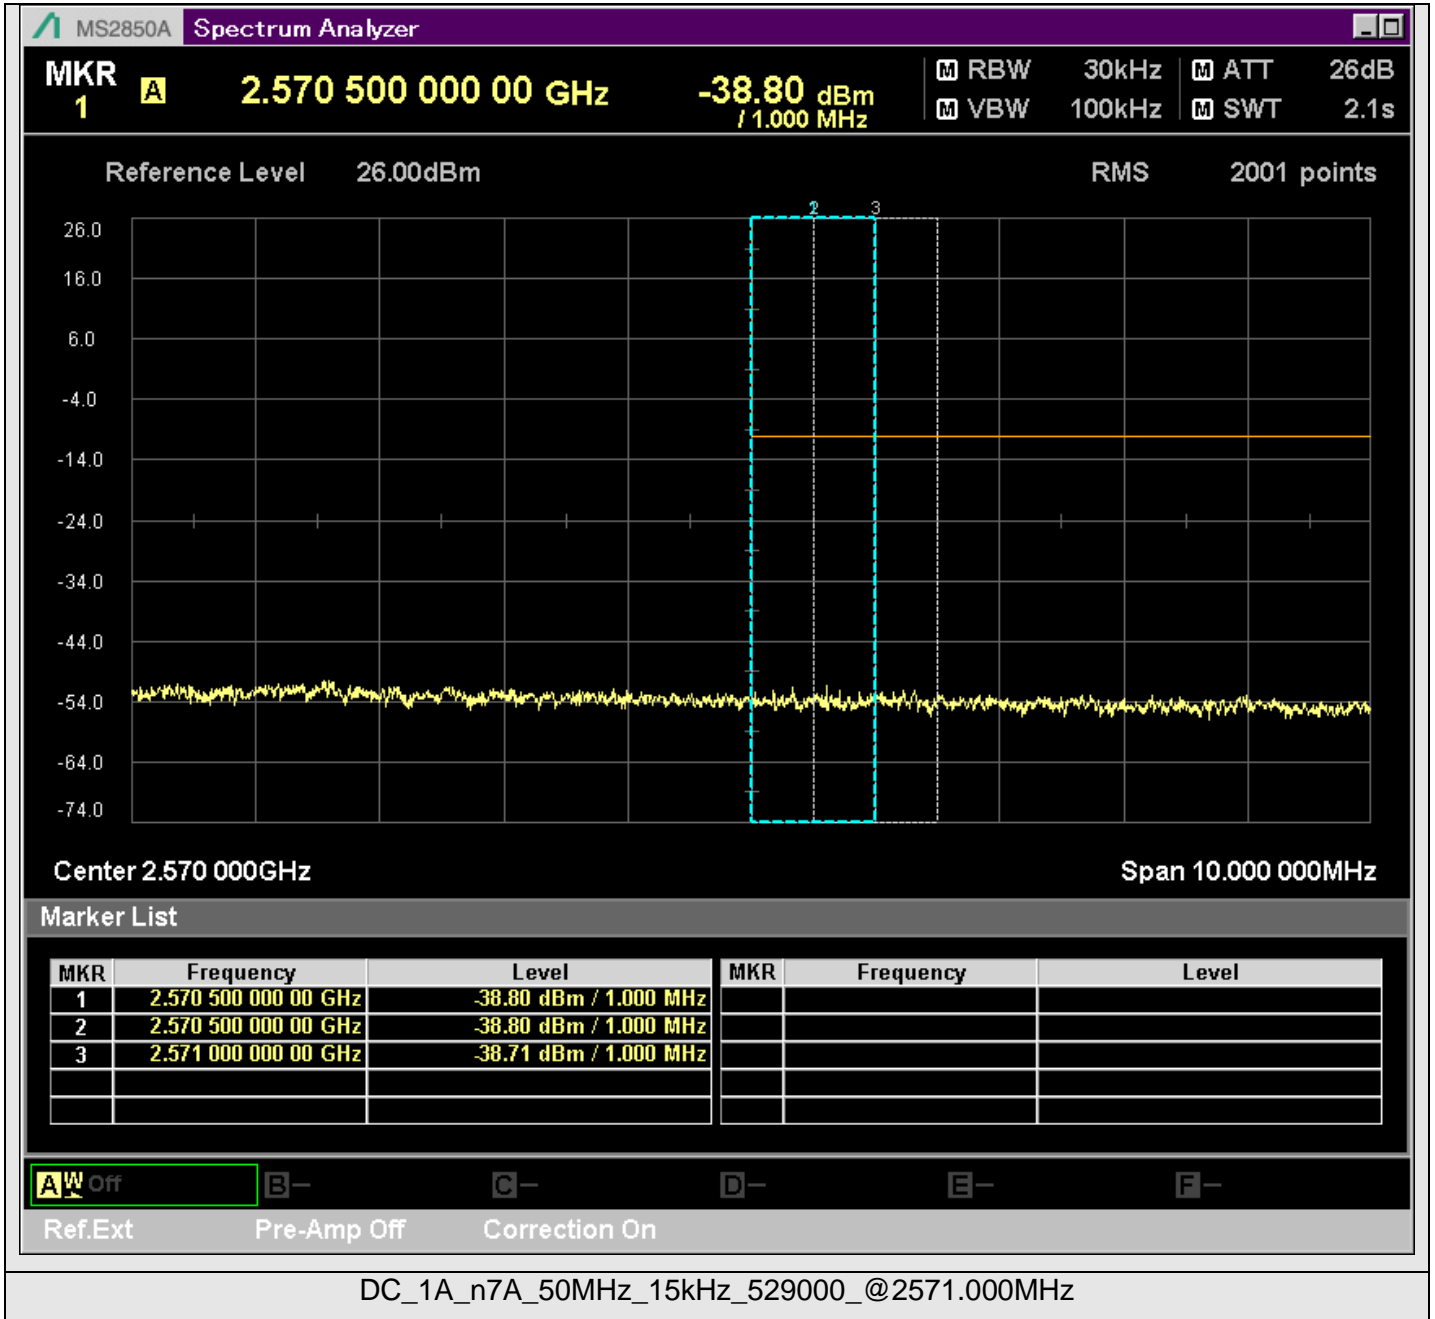 MS2850A Spectrum Analyzer
MKR 1 A 2.570 500 000 00 GHz -38.80 dBm / 1.000 MHz
M RBW 30kHz M ATT 26dB
M VBW 100kHz M SWT 2.1s
Reference Level 26.00dBm RMS 2001 points
2 3
26.0
16.0
6.0
-4.0
-14.0
-24.0
-34.0
-44.0
-54.0
-64.0
-74.0
Center 2.570 000GHz Span 10.000 000MHz
Marker List
MKR Frequency Level MKR Frequency Level
1 2.570 500 000 00 GHz -38.80 dBm / 1.000 MHz
2 2.570 500 000 00 GHz -38.80 dBm / 1.000 MHz
3 2.571 000 000 00 GHz -38.71 dBm / 1.000 MHz
A W Off B — C — D — E — F —
Ref.Ext Pre-Amp Off Correction On
DC_1A_n7A_50MHz_15kHz_529000_@2571.000MHz